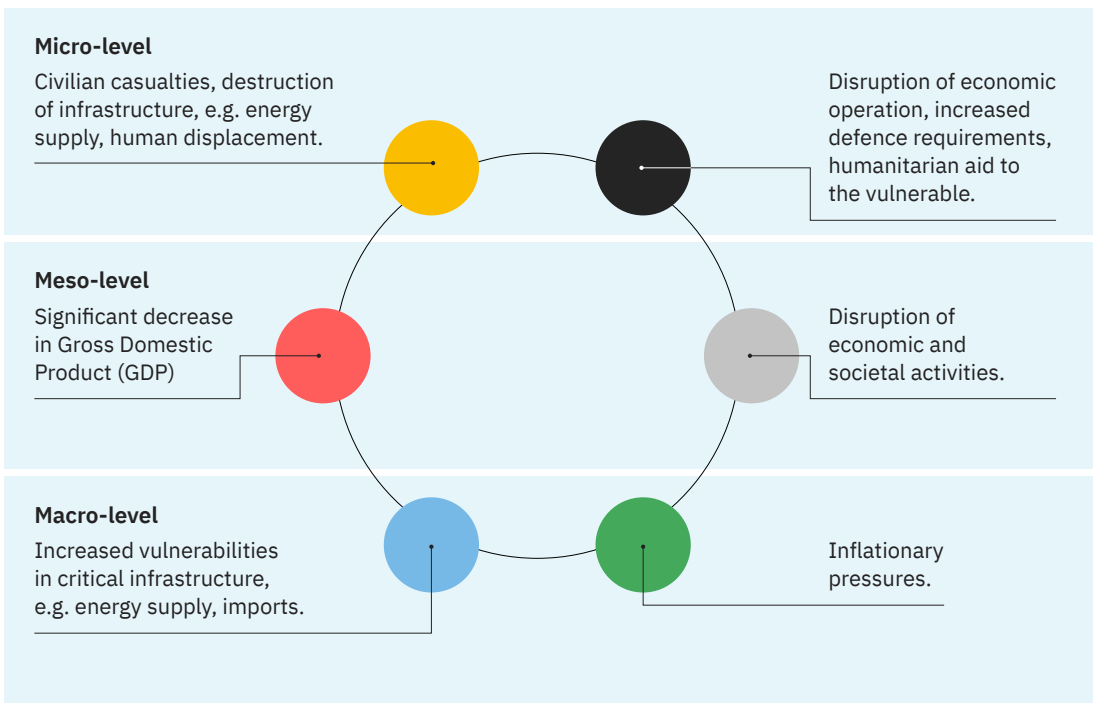 Micro-level
Civilian casualties, destruction
of infrastructure, e.g. energy
supply, human displacement.
Disruption of economic
operation, increased
defence requirements,
humanitarian aid to
the vulnerable.
Meso-level
Significant decrease
in Gross Domestic
Product (GDP)
Disruption of
economic and
societal activities.
Macro-level
Increased vulnerabilities
in critical infrastructure,
e.g. energy supply, imports.
Inflationary
pressures.